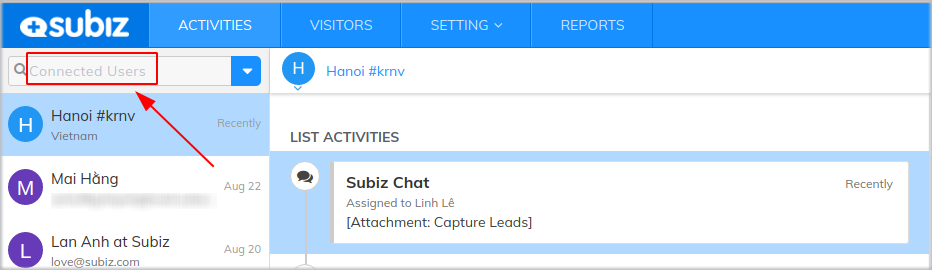 subiz
ACTIVITIES
VISITORS
SETTING
REPORTS
Connected Users
H
Hanoi #krnv
Recently
Vietnam
M
Mai Hằng
Aug 22
L
Lan Anh at Subiz
Aug 20
love@subiz.com
H
Hanoi #krnv
LIST ACTIVITIES
Subiz Chat
Recently
Assigned to Linh Lê
[Attachment: Capture Leads]